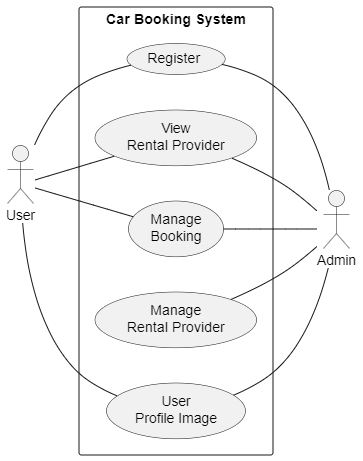 Car Booking System
Register
View
Rental Provider
User
Manage
Booking
Admin
Manage
Rental Provider
User
Profile Image